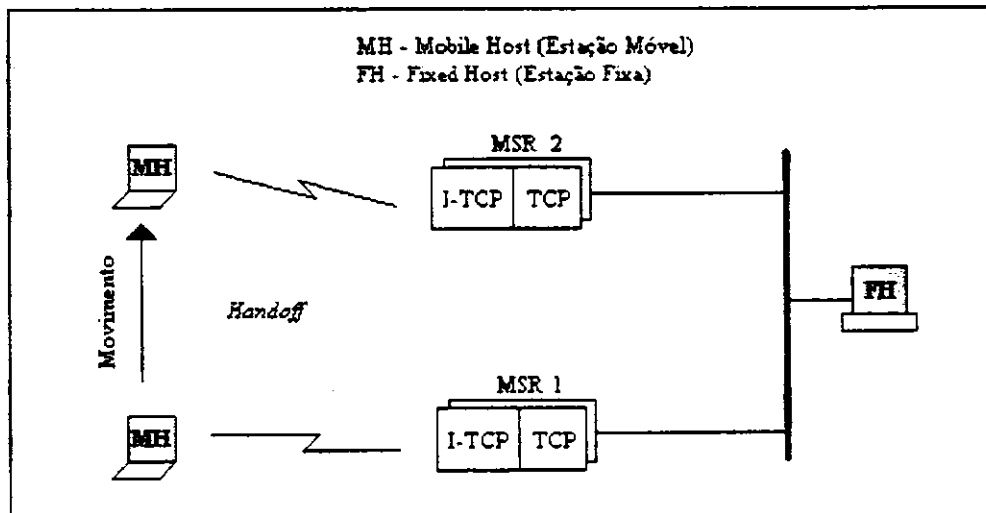 MH - Mobile Host (Estação Móvel)
FH - Fixed Host (Estação Fixa)
MSR 2
MH
I-TCP TCP
Movimento
Handoff
FH
MSR 1
MH
I-TCP TCP